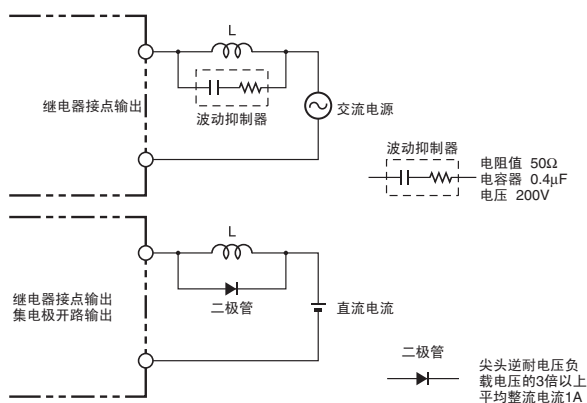 L
继电器接点输出
波动抑制器
交流电源
波动抑制器
电阻值 50Ω
电容器 0.4μF
电压 200V
L
继电器接点输出
集电极开路输出
二极管
直流电流
二极管
尖头逆耐电压负
载电压的3倍以上
平均整流电流1A